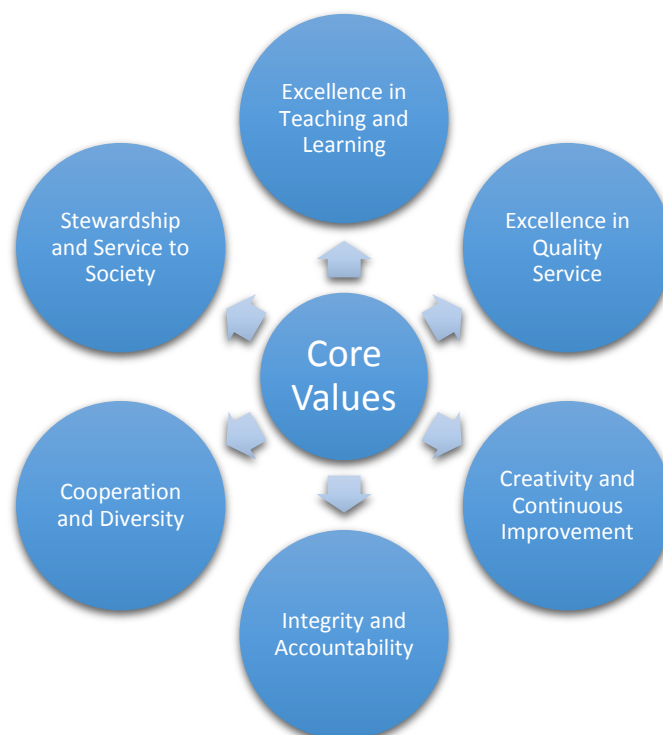 Excellence in
Teaching and
Learning
Stewardship
and Service to
Society
Excellence in
Quality
Service
Core
Values
Cooperation
and Diversity
Creativity and
Continuous
Improvement
Integrity and
Accountability